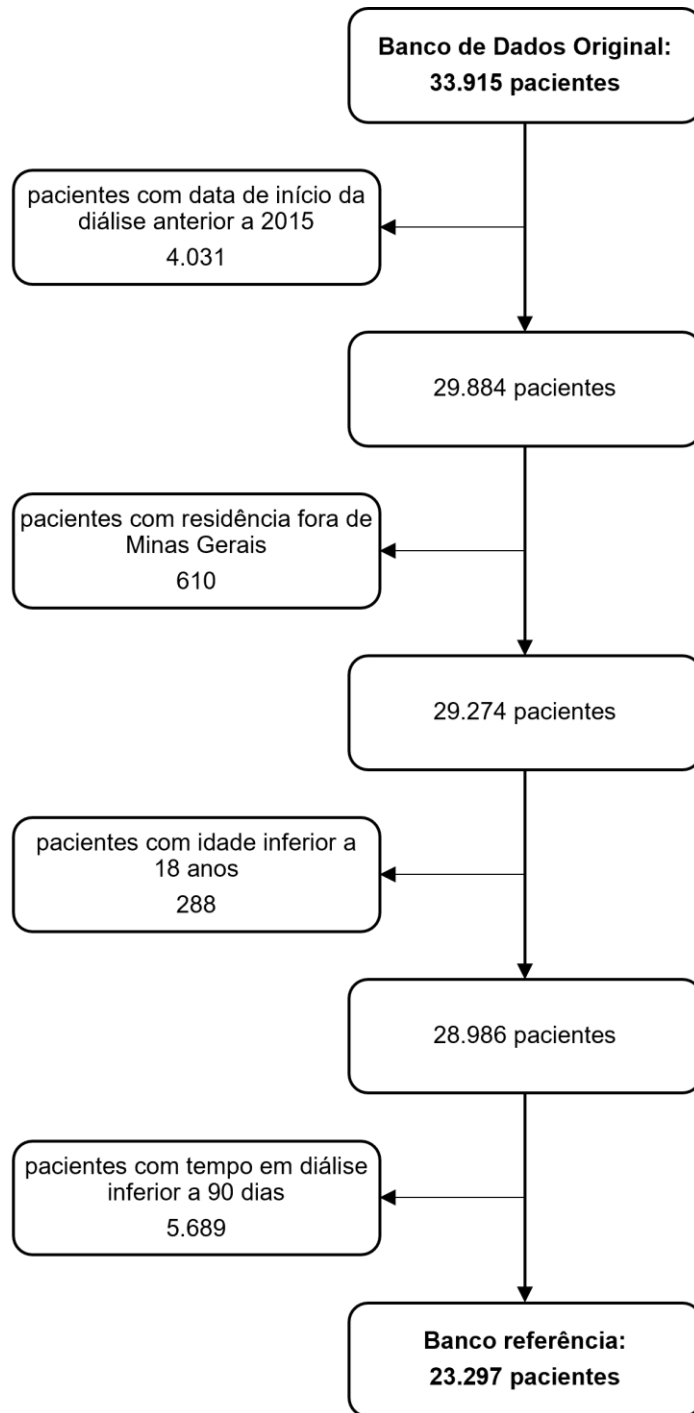 Banco de Dados Original:
33.915 pacientes
pacientes com data de início da
diálise anterior a 2015
4.031
29.884 pacientes
pacientes com residência fora de
Minas Gerais
610
29.274 pacientes
pacientes com idade inferior a
18 anos
288
28.986 pacientes
pacientes com tempo em diálise
inferior a 90 dias
5.689
Banco referência:
23.297 pacientes